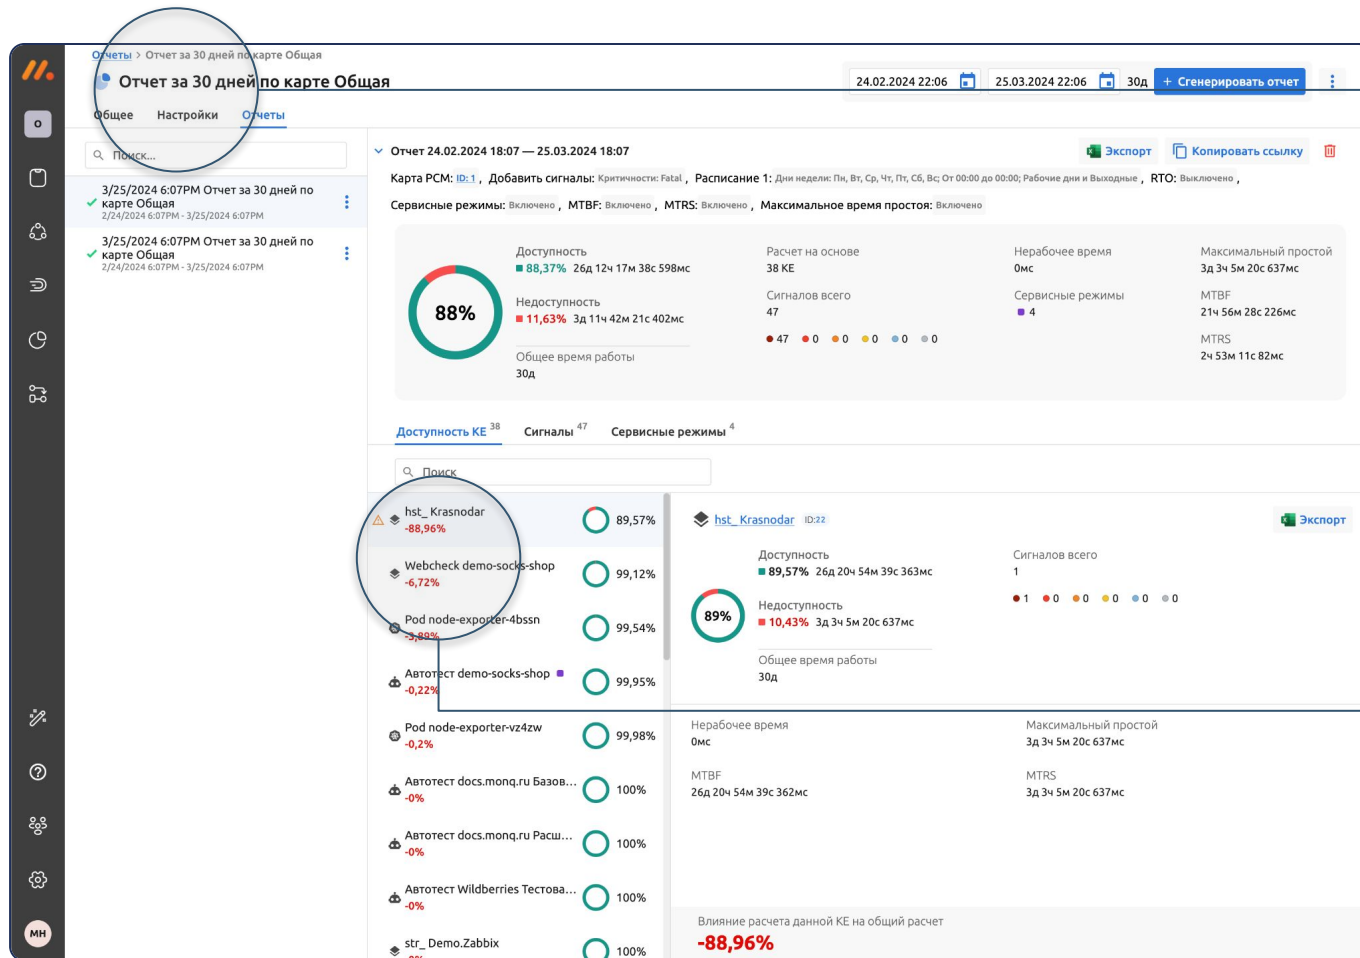 Отчеты > Отчет за 30 дней по карте Общая
Отчет за 30 дней по карте Общая
24.02.2024 22:06
25.03.2024 22:06
30д
+ Сгенерировать отчет
О
Общее
Настройки
Отчеты
Поиск...
3/25/2024 6:07PM Отчет за 30 дней по
карте Общая
2/24/2024 6:07PM - 3/25/2024 6:07PM
3/25/2024 6:07PM Отчет за 30 дней по
карте Общая
2/24/2024 6:07PM - 3/25/2024 6:07PM
Отчет 24.02.2024 18:07 — 25.03.2024 18:07
Экспорт
Копировать ссылку
Карта РСМ: ID: 1 , Добавить сигналы: Критичности: Fatal , Расписание 1: Дни недели: Пн, Вт, Ср, Чт, Пт, Сб, Вс; От 00:00 до 00:00; Рабочие дни и Выходные , RTO: Выключено ,
Сервисные режимы: Включено , MTBF: Включено , MTRS: Включено , Максимальное время простоя: Включено
88%
Доступность
88,37% 26д 12ч 17м 38с 598мс
Недоступность
11,63% 3д 11ч 42м 21с 402мс
Общее время работы
30д
Расчет на основе
38 КЕ
Сигналов всего
47
47 0 0 0 0 0
Нерабочее время
0мс
Сервисные режимы
4
Максимальный простой
3д 3ч 5м 20с 637мс
MTBF
21ч 56м 28с 226мс
MTRS
2ч 53м 11с 82мс
Доступность КЕ 38
Сигналы 47
Сервисные режимы 4
Поиск
hst_ Krasnodar
-88,96%
89,57%
Webcheck demo-socks-shop
-6,72%
99,12%
Pod node-exporter-4bssn
-3,89%
99,54%
Автотест demo-socks-shop
-0,22%
99,95%
Pod node-exporter-vz4zw
-0,2%
99,98%
Автотест docs.monq.ru Базов...
-0%
100%
Автотест docs.monq.ru Расш...
-0%
100%
Автотест Wildberries Тестова...
-0%
100%
str_ Demo.Zabbix
100%
hst_ Krasnodar ID:22
Экспорт
89%
Доступность
89,57% 26д 20ч 54м 39с 363мс
Недоступность
10,43% 3д 3ч 5м 20с 637мс
Общее время работы
30д
Сигналов всего
1
1 0 0 0 0 0
Нерабочее время
0мс
Максимальный простой
3д 3ч 5м 20с 637мс
MTBF
26д 20ч 54м 39с 362мс
MTRS
3д 3ч 5м 20с 637мс
Влияние расчета данной КЕ на общий расчет
-88,96%
МН